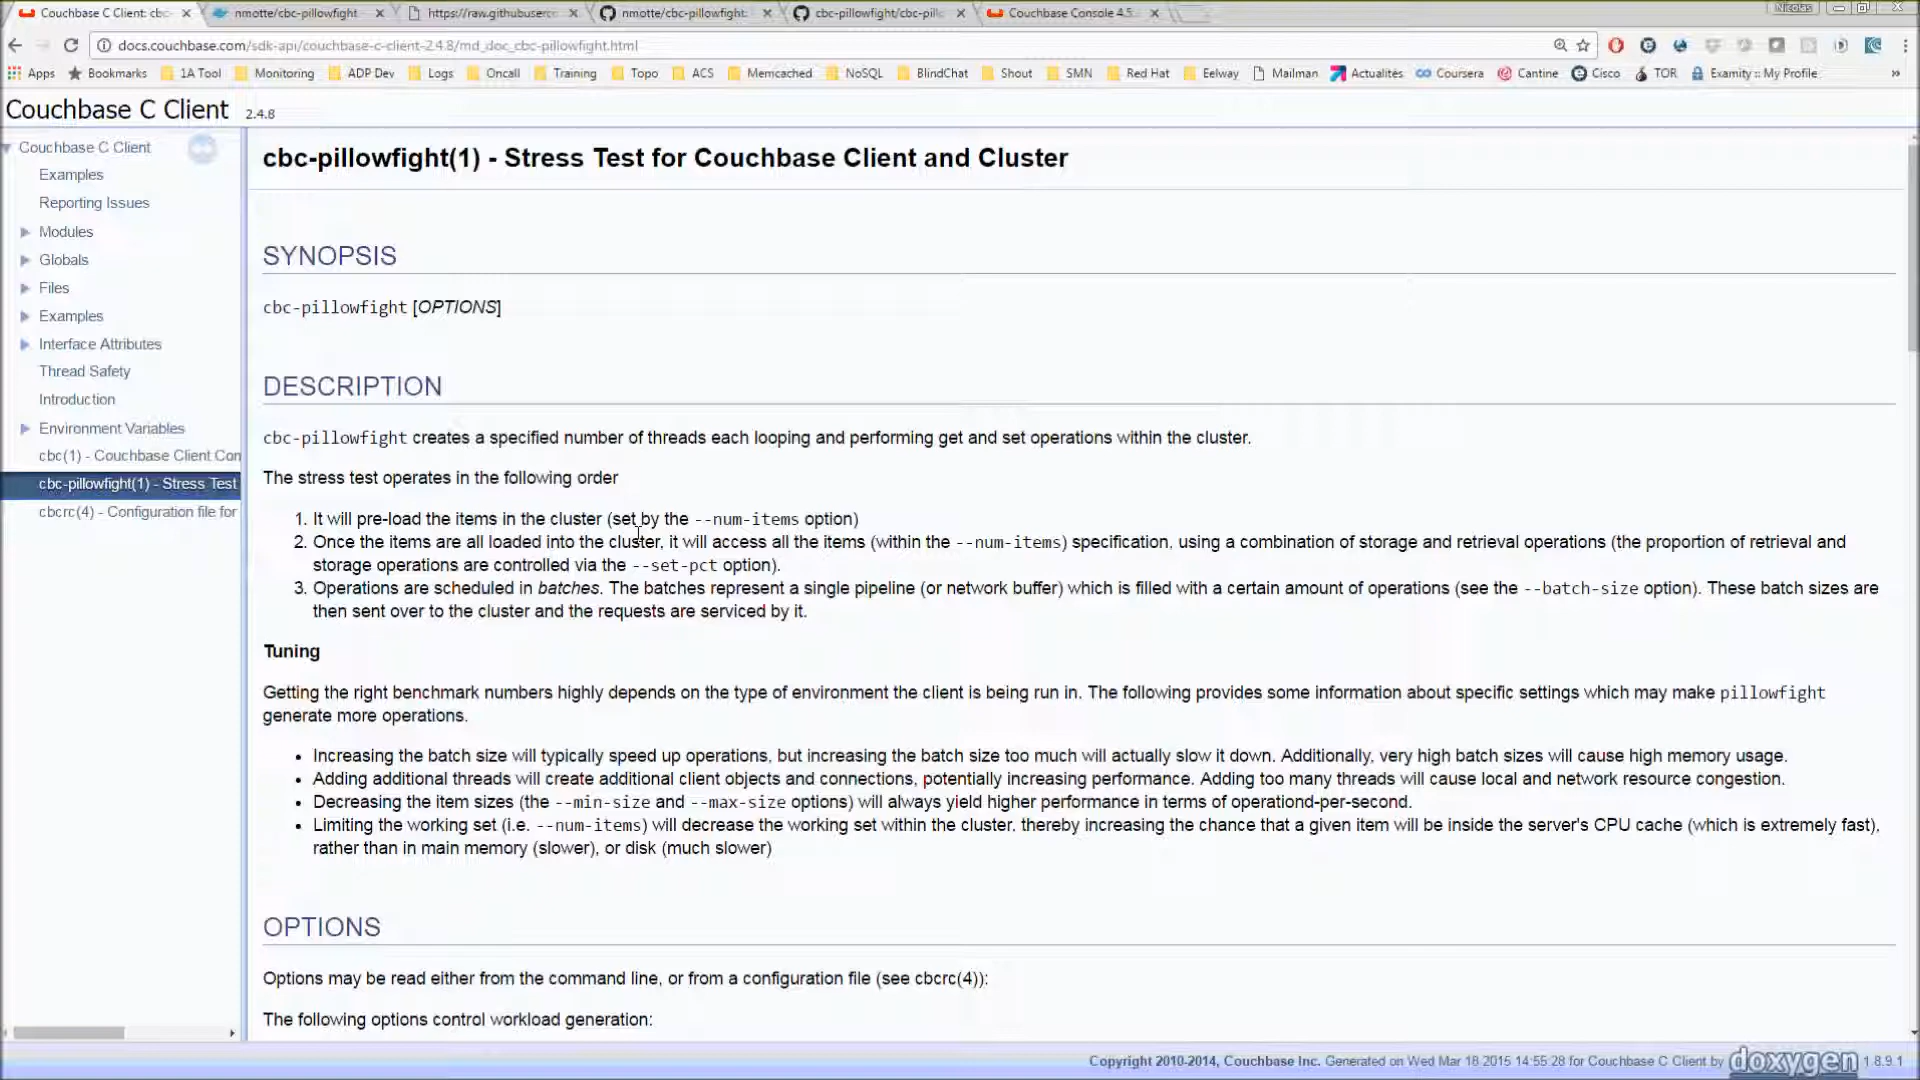 Couchbase C Client: cbc-
nmotte/cbc-pillowfight
https://raw.githubuserc
nmotte/cbc-pillowfight:
cbc-pillowfight/cbc-pill
Couchbase Console 4.5.
Nicolas
docs.couchbase.com/sdk-api/couchbase-c-client-2.4.8/md_doc_cbc-pillowfight.html
Apps Bookmarks 1A Tool Monitoring ADP Dev Logs Oncall Training Topo ACS Memcached NoSQL BlindChat Shout SMN Red Hat Eelway Mailman Actualités Coursera Cantine Cisco TOR Examity :: My Profile »
Couchbase C Client 2.4.8
Couchbase C Client
Examples
Reporting Issues
Modules
Globals
Files
Examples
Interface Attributes
Thread Safety
Introduction
Environment Variables
cbc(1) - Couchbase Client Con
cbc-pillowfight(1) - Stress Test
cbcrc(4) - Configuration file for
cbc-pillowfight(1) - Stress Test for Couchbase Client and Cluster
SYNOPSIS
cbc-pillowfight [OPTIONS]
DESCRIPTION
cbc-pillowfight creates a specified number of threads each looping and performing get and set operations within the cluster.
The stress test operates in the following order
1. It will pre-load the items in the cluster (set by the --num-items option)
2. Once the items are all loaded into the cluster, it will access all the items (within the --num-items) specification, using a combination of storage and retrieval operations (the proportion of retrieval and
storage operations are controlled via the --set-pct option).
3. Operations are scheduled in batches. The batches represent a single pipeline (or network buffer) which is filled with a certain amount of operations (see the --batch-size option). These batch sizes are
then sent over to the cluster and the requests are serviced by it.
Tuning
Getting the right benchmark numbers highly depends on the type of environment the client is being run in. The following provides some information about specific settings which may make pillowfight
generate more operations.
• Increasing the batch size will typically speed up operations, but increasing the batch size too much will actually slow it down. Additionally, very high batch sizes will cause high memory usage.
• Adding additional threads will create additional client objects and connections, potentially increasing performance. Adding too many threads will cause local and network resource congestion.
• Decreasing the item sizes (the --min-size and --max-size options) will always yield higher performance in terms of operationd-per-second.
• Limiting the working set (i.e. --num-items) will decrease the working set within the cluster. thereby increasing the chance that a given item will be inside the server's CPU cache (which is extremely fast),
rather than in main memory (slower), or disk (much slower)
OPTIONS
Options may be read either from the command line, or from a configuration file (see cbcrc(4)):
The following options control workload generation:
Copyright 2010-2014, Couchbase Inc. Generated on Wed Mar 18 2015 14:55:28 for Couchbase C Client by doxygen 1.8.9.1